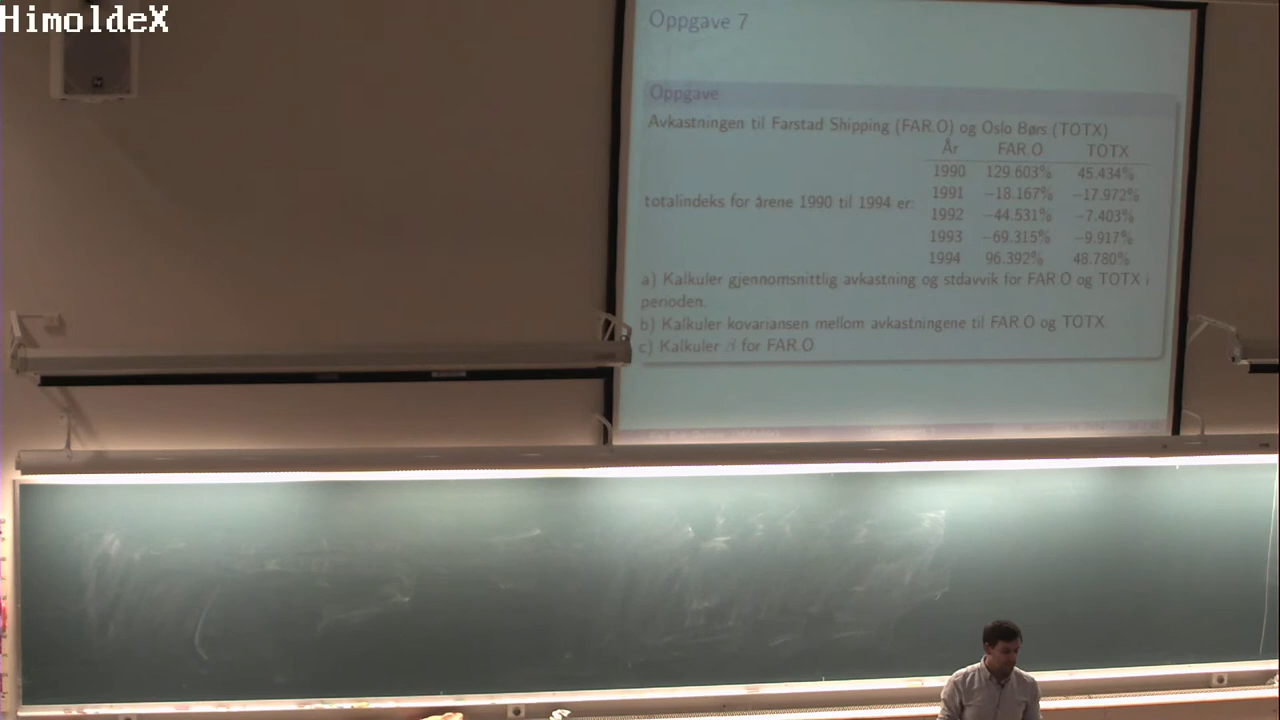 HimoldeX
Oppgave 7
Oppgave
Avkastningen til Farstad Shipping (FAR.O) og Oslo Børs (TOTX)
År FAR.O TOTX
1990 129.603% 45.434%
1991 −18.167% −17.972%
totalindeks for årene 1990 til 1994 er:
1992 −44.531% −7.403%
1993 −69.315% −9.917%
1994 96.392% 48.780%
a) Kalkuler gjennomsnittlig avkastning og stdavvik for FAR.O og TOTX i
perioden.
b) Kalkuler kovariansen mellom avkastningene til FAR.O og TOTX.
c) Kalkuler β for FAR.O